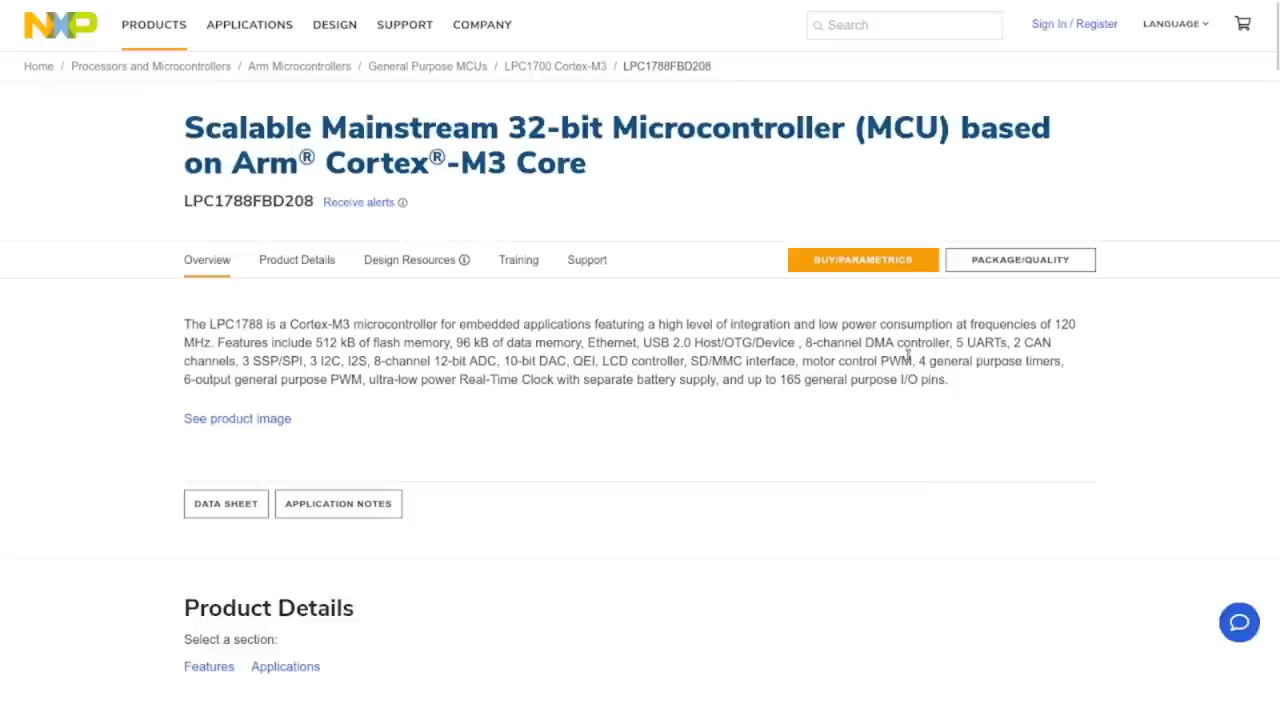 NXP PRODUCTS APPLICATIONS DESIGN SUPPORT COMPANY Search Sign In / Register LANGUAGE
Home / Processors and Microcontrollers / Arm Microcontrollers / General Purpose MCUs / LPC1700 Cortex-M3 / LPC1788FBD208
Scalable Mainstream 32-bit Microcontroller (MCU) based
on Arm® Cortex®-M3 Core
LPC1788FBD208 Receive alerts
Overview Product Details Design Resources Training Support BUY/PARAMETRICS PACKAGE/QUALITY
The LPC1788 is a Cortex-M3 microcontroller for embedded applications featuring a high level of integration and low power consumption at frequencies of 120
MHz. Features include 512 kB of flash memory, 96 kB of data memory, Ethernet, USB 2.0 Host/OTG/Device , 8-channel DMA controller, 5 UARTs, 2 CAN
channels, 3 SSP/SPI, 3 I2C, I2S, 8-channel 12-bit ADC, 10-bit DAC, QEI, LCD controller, SD/MMC interface, motor control PWM, 4 general purpose timers,
6-output general purpose PWM, ultra-low power Real-Time Clock with separate battery supply, and up to 165 general purpose I/O pins.
See product image
DATA SHEET APPLICATION NOTES
Product Details
Select a section:
Features Applications